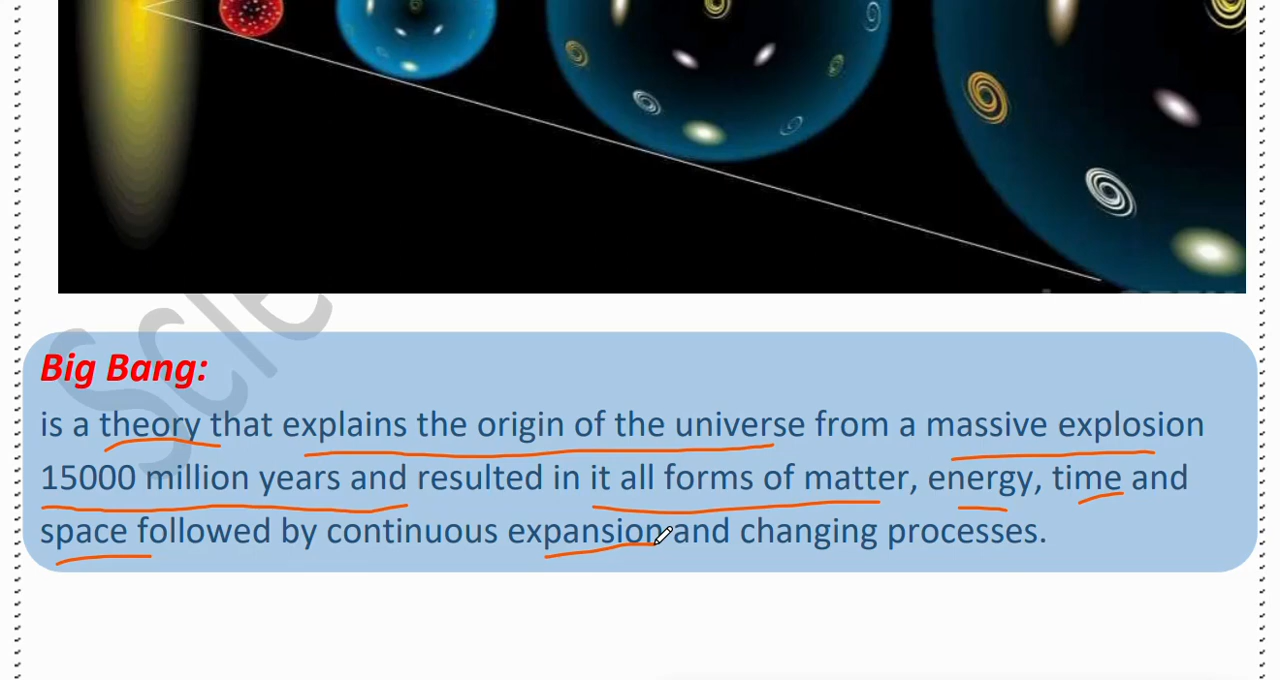 Big Bang:
is a theory that explains the origin of the universe from a massive explosion
15000 million years and resulted in it all forms of matter, energy, time and
space followed by continuous expansion and changing processes.